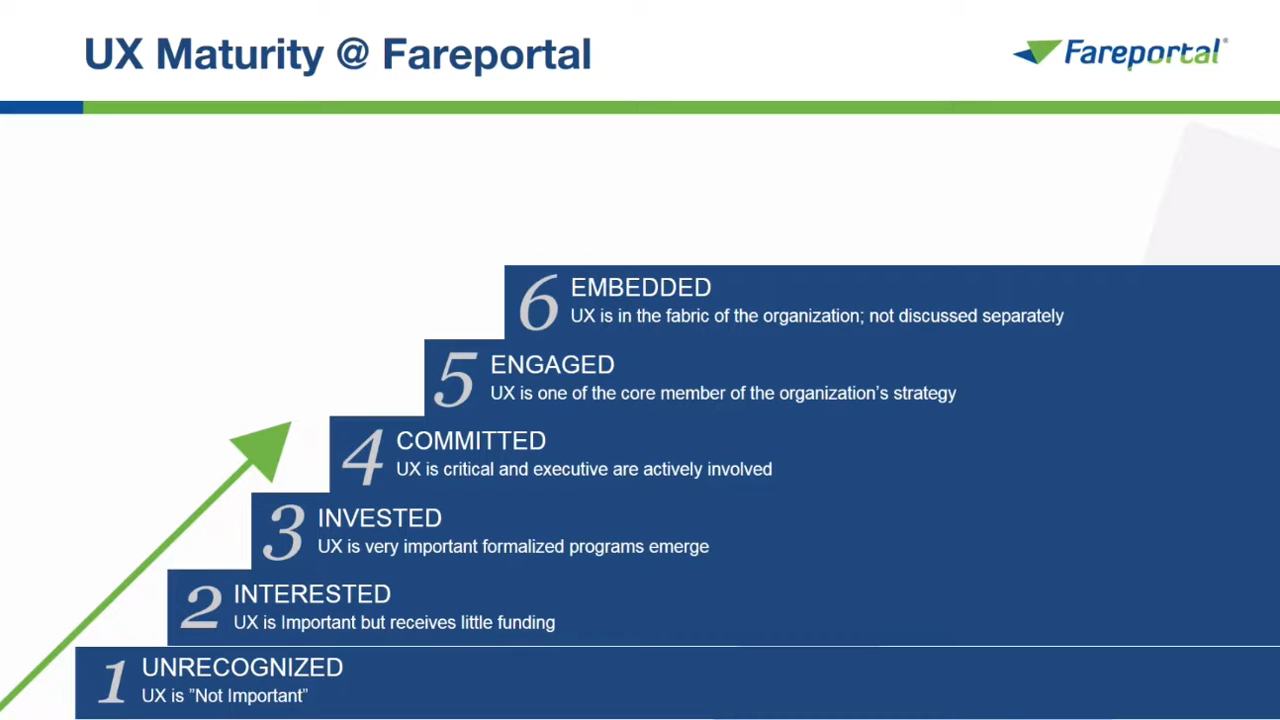 UX Maturity @ Fareportal
Fareportal®
6 EMBEDDED
UX is in the fabric of the organization; not discussed separately
5 ENGAGED
UX is one of the core member of the organization's strategy
4 COMMITTED
UX is critical and executive are actively involved
3 INVESTED
UX is very important formalized programs emerge
2 INTERESTED
UX is Important but receives little funding
1 UNRECOGNIZED
UX is ”Not Important”